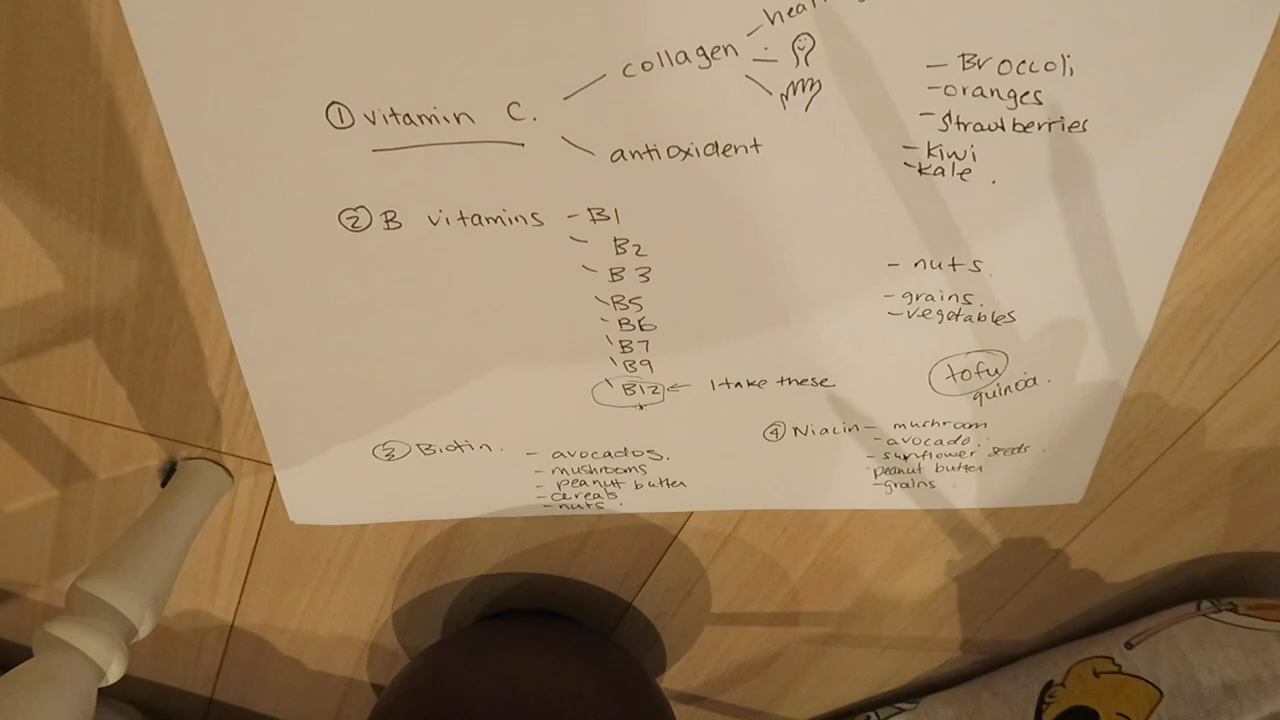 ① vitamin C.
collagen
- Broccoli
- oranges
- Strawberries
- kiwi
- kale.
antioxident
② B vitamins - B1
- B2
- B3
- B5
- B6
- B7
- B9
- B12 ← I take these
- nuts.
- grains.
- vegetables
tofu
quinoa.
③ Biotin.
- avocados.
- mushrooms
- peanut butter
- cereals
- nuts.
④ Niacin - mushroom
- avocado.
- sunflower seeds.
peanut butter
- grains